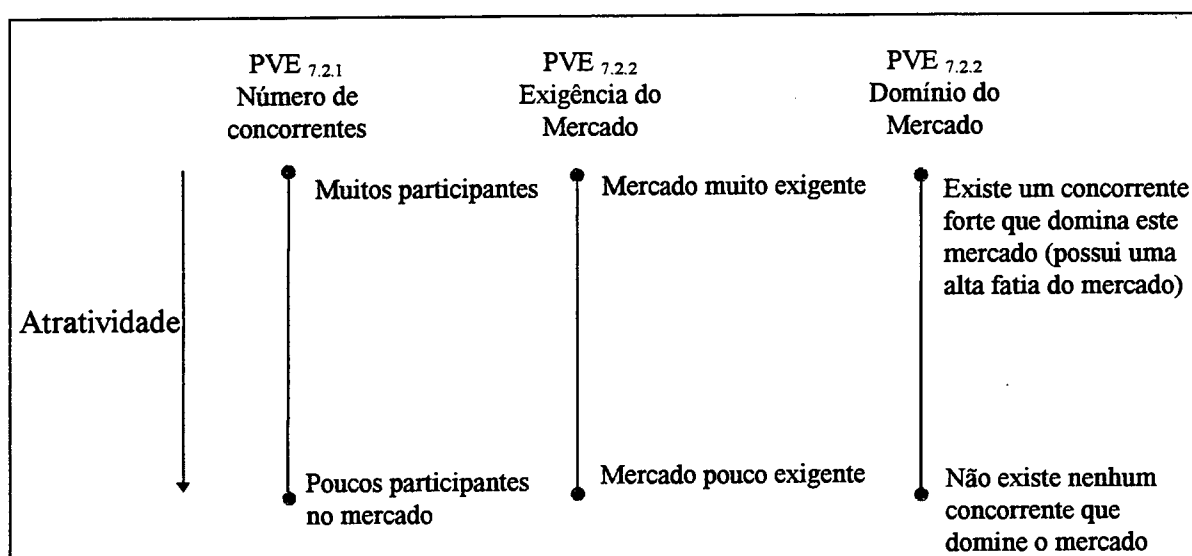 PVE 7.2.1
Número de
concorrentes
PVE 7.2.2
Exigência do
Mercado
PVE 7.2.2
Domínio do
Mercado
Atratividade
Muitos participantes
Mercado muito exigente
Existe um concorrente
forte que domina este
mercado (possui uma
alta fatia do mercado)
Poucos participantes
no mercado
Mercado pouco exigente
Não existe nenhum
concorrente que
domine o mercado